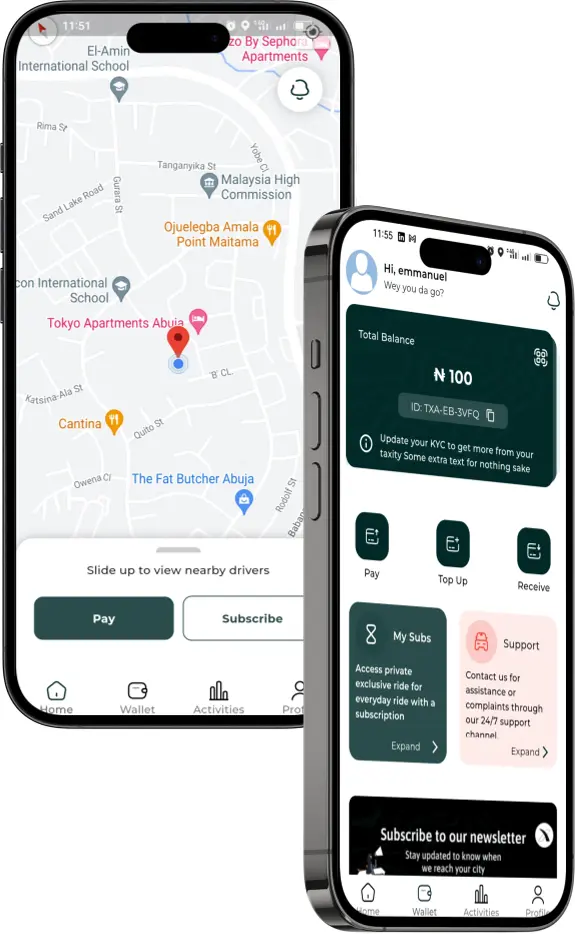 11:51
zo By Sephora
Apartments
El-Amin
International School
Rima St
Yobe Cl.
Tanganyika St
Malaysia High
Commission
Gurara St
Sand Lake Road
Ojuelegba Amala
Point Maitama
con International
School
Tokyo Apartments Abuja
'B' CL.
Katsina-Ala St
Cantina
Quito St
Owena Cl
The Fat Butcher Abuja
Rodolf St
Baban
Slide up to view nearby drivers
Pay
Subscribe
Home
Wallet
Activities
Profi
11:55
Hi, emmanuel
Wey you da go?
Total Balance
₦ 100
ID: TXA-EB-3VFQ
Update your KYC to get more from your
taxity Some extra text for nothing sake
Pay
Top Up
Receive
My Subs
Access private
exclusive ride for
everyday ride with a
subscription
Expand
Support
Contact us for
assistance or
complaints through
our 24/7 support
channel.
Expand
Subscribe to our newsletter
Stay updated to know when
we reach your city
Home
Wallet
Activities
Profile